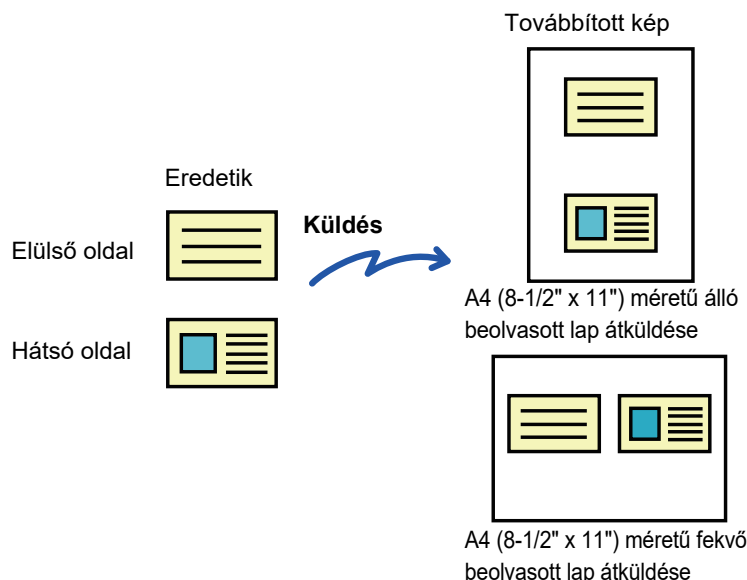 Továbbított kép
Eredetik
Elülső oldal
Küldés
Hátsó oldal
A4 (8-1/2" x 11") méretű álló
beolvasott lap átküldése
A4 (8-1/2" x 11") méretű fekvő
beolvasott lap átküldése